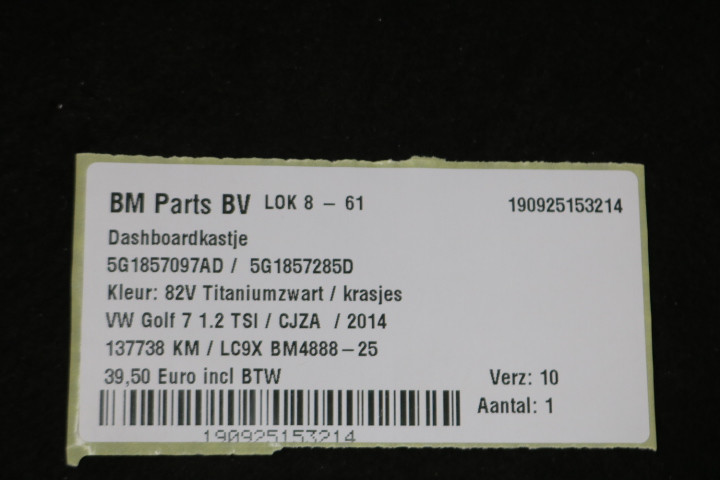 BM Parts BV LOK 8 - 61 190925153214
Dashboardkastje
5G1857097AD / 5G1857285D
Kleur: 82V Titaniumzwart / krasjes
VW Golf 7 1.2 TSI / CJZA / 2014
137738 KM / LC9X BM4888-25
39,50 Euro incl BTW Verz: 10
Aantal: 1
190925153214